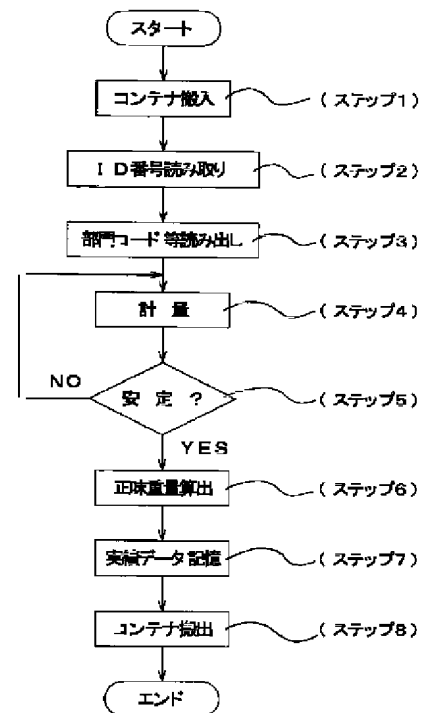 スタート
コンテナ搬入 (ステップ1)
ID番号読み取り (ステップ2)
部門コード等読み出し (ステップ3)
計量 (ステップ4)
安定? (ステップ5)
NO
YES
正味重量算出 (ステップ6)
実績データ記憶 (ステップ7)
コンテナ搬出 (ステップ8)
エンド